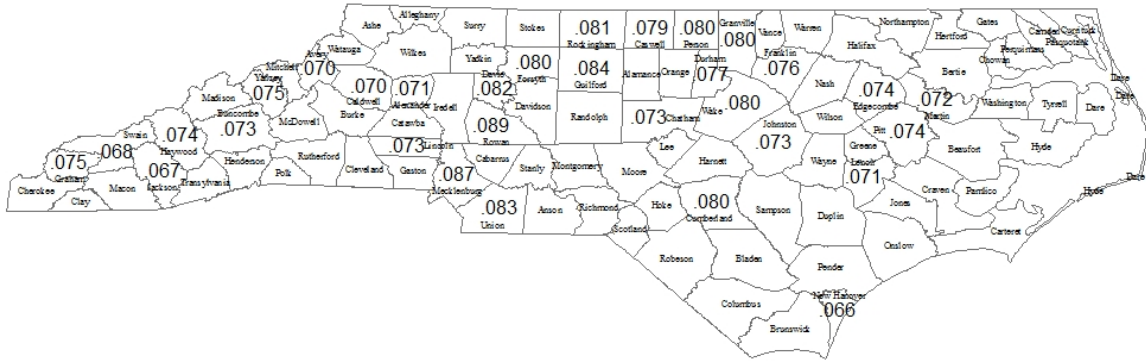 Ashe
Alleghany
Surry
Stokes
.081
Rockingham
.079
Caswell
.080
Person
Granville
.080
Vance
Warren
Northampton
Halifax
Gates
Hertford
Camden
Currituck
Pasquotank
Perquimans
Chowan
Watauga
Avery
.070
Wilkes
Yadkin
.080
Forsyth
Davie
.082
.084
Guilford
Alamance
Orange
Durham
.077
Franklin
.076
Nash
.074
Edgecombe
Bertie
.072
Martin
Washington
Tyrrell
Dare
Dare
Dare
Mitchell
Yancey
.075
.070
Caldwell
.071
Alexander
Iredell
Davidson
Randolph
.073
Chatham
Wake
.080
Johnston
.073
Wilson
Greene
Pitt
.074
Beaufort
Hyde
Hyde
Dare
Madison
Buncombe
.073
McDowell
Burke
Catawba
.089
Rowan
Swain
.068
.074
Haywood
.075
Graham
.067
Jackson
Cherokee
Clay
Macon
Transylvania
Henderson
Polk
Rutherford
Cleveland
.073
Lincoln
Gaston
.087
Mecklenburg
Cabarrus
Stanly
Montgomery
Moore
Lee
Harnett
Wayne
Lenoir
.071
Craven
Pamlico
Jones
Carteret
.083
Union
Anson
Richmond
Scotland
Hoke
.080
Cumberland
Sampson
Duplin
Onslow
Robeson
Bladen
Pender
Columbus
Brunswick
New Hanover
.066